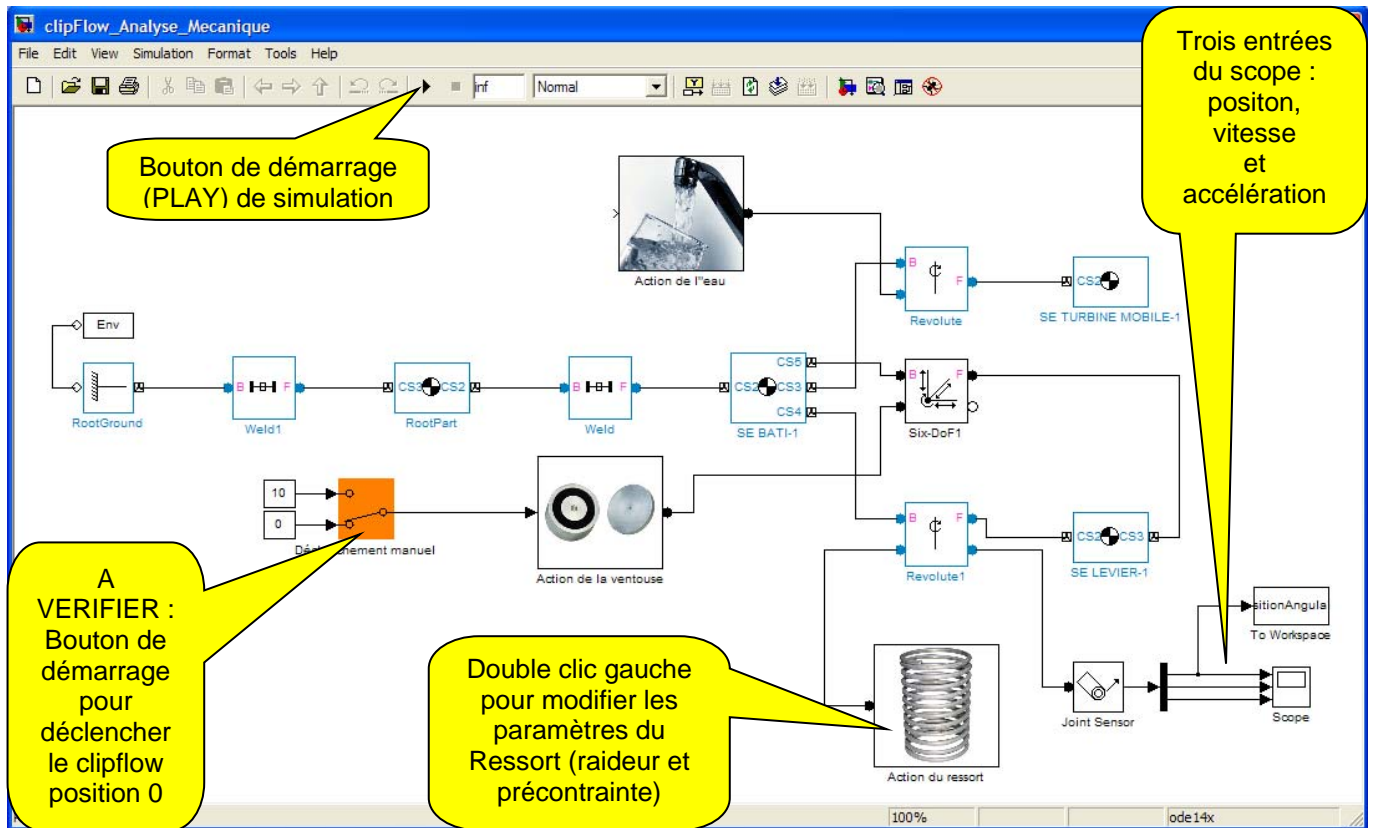 clipFlow_Analyse_Mecanique
File Edit View Simulation Format Tools Help
inf Normal
Trois entrées
du scope :
positon,
vitesse
et
accélération
Bouton de démarrage
(PLAY) de simulation
Action de l''eau
B F
Revolute
CS2
SE TURBINE MOBILE-1
Env
RootGround
B F
Weld1
CS3 CS2
RootPart
B F
Weld
CS2 CS5
CS3
CS4
SE BATI-1
B F
Six-DoF1
10
0
manuel
Action de la ventouse
B F
Revolute1
CS2 CS3
SE LEVIER-1
A
VERIFIER :
Bouton de
démarrage
pour
déclencher
le clipflow
position 0
Double clic gauche
pour modifier les
paramètres du
Ressort (raideur et
précontrainte)
Action du ressort
Joint Sensor
sitionAngula
To Workspace
Scope
100%
ode14x